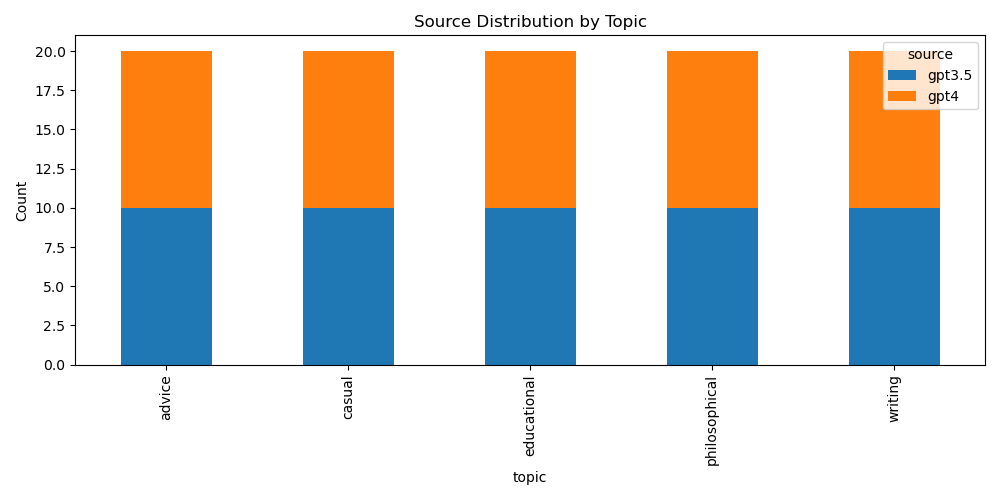 Source Distribution by Topic
source
gpt3.5
gpt4
20.0
17.5
15.0
12.5
10.0
7.5
5.0
2.5
0.0
Count
advice
casual
educational
philosophical
writing
topic